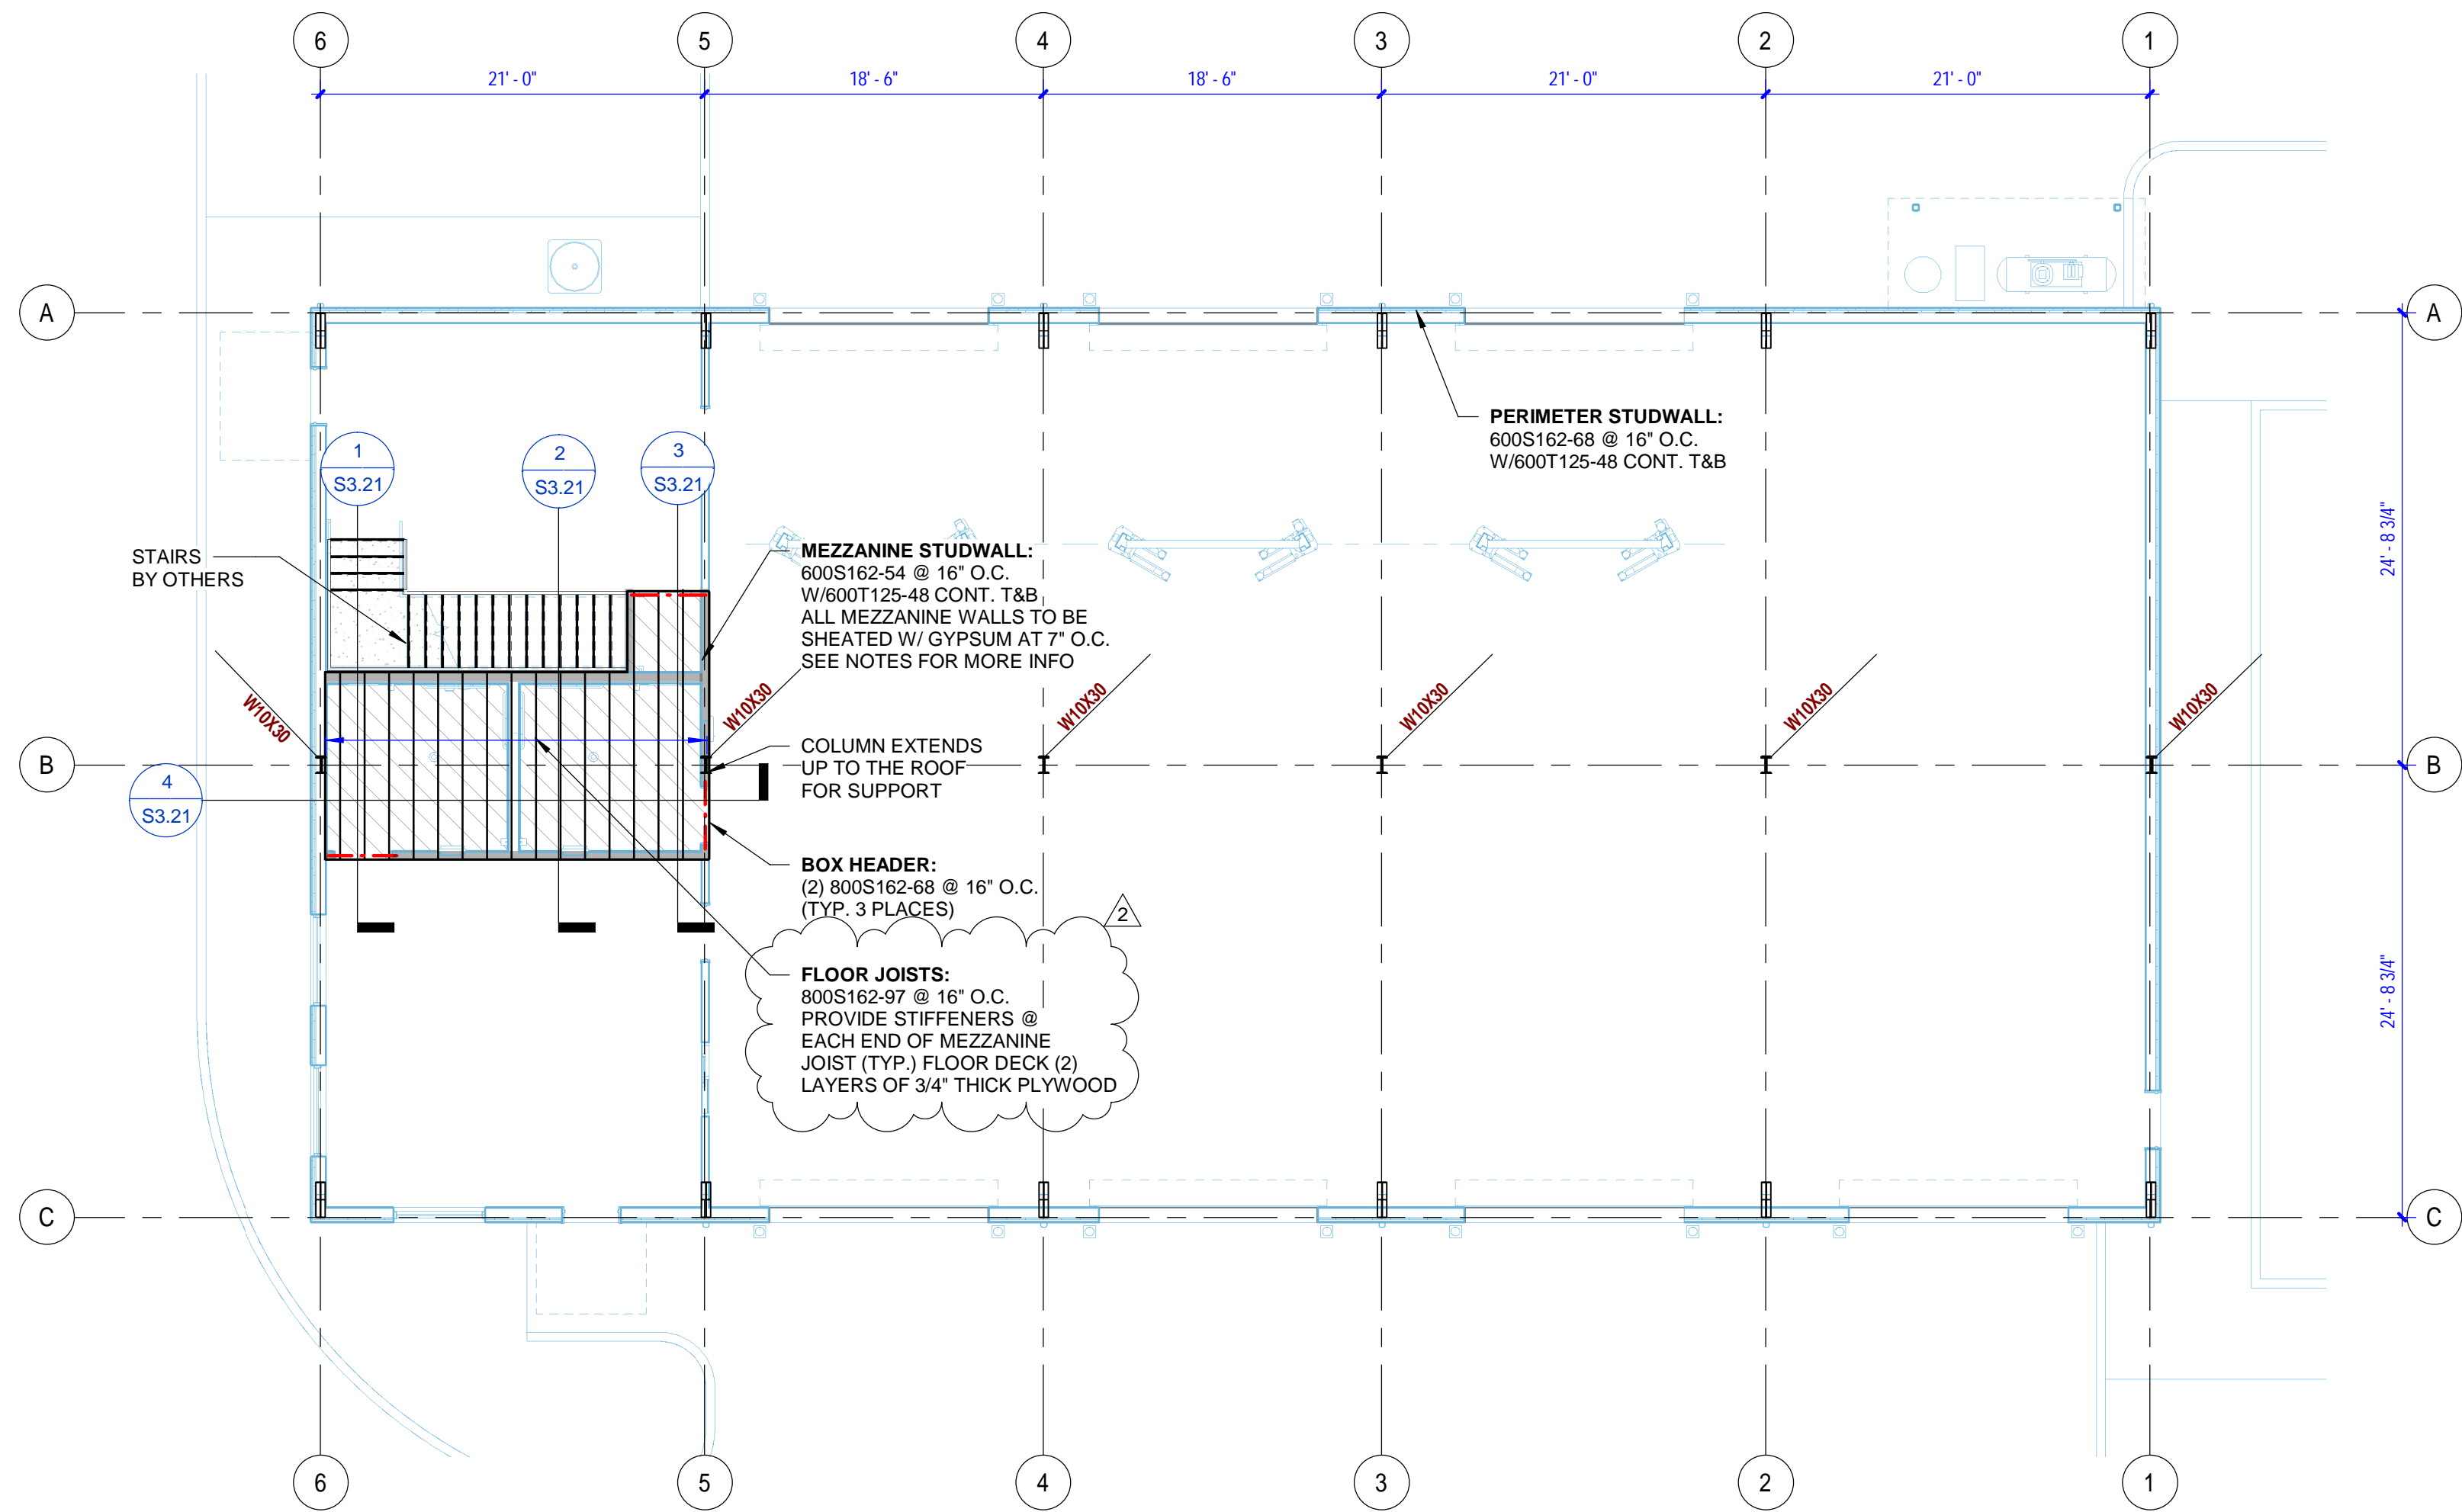 6 5 4 3 2 1
21' - 0" 18' - 6" 18' - 6" 21' - 0" 21' - 0"
A A
PERIMETER STUDWALL:
600S162-68 @ 16" O.C.
W/600T125-48 CONT. T&B
1
S3.21
2
S3.21
3
S3.21
24' - 8 3/4"
STAIRS
BY OTHERS
MEZZANINE STUDWALL:
600S162-54 @ 16" O.C.
W/600T125-48 CONT. T&B
ALL MEZZANINE WALLS TO BE
SHEATED W/ GYPSUM AT 7" O.C.
SEE NOTES FOR MORE INFO
W10X30 W10X30 W10X30 W10X30 W10X30 W10X30
COLUMN EXTENDS
UP TO THE ROOF
FOR SUPPORT
B B
4
S3.21
BOX HEADER:
(2) 800S162-68 @ 16" O.C.
(TYP. 3 PLACES)
2
FLOOR JOISTS:
800S162-97 @ 16" O.C.
PROVIDE STIFFENERS @
EACH END OF MEZZANINE
JOIST (TYP.) FLOOR DECK (2)
LAYERS OF 3/4" THICK PLYWOOD
24' - 8 3/4"
C C
6 5 4 3 2 1